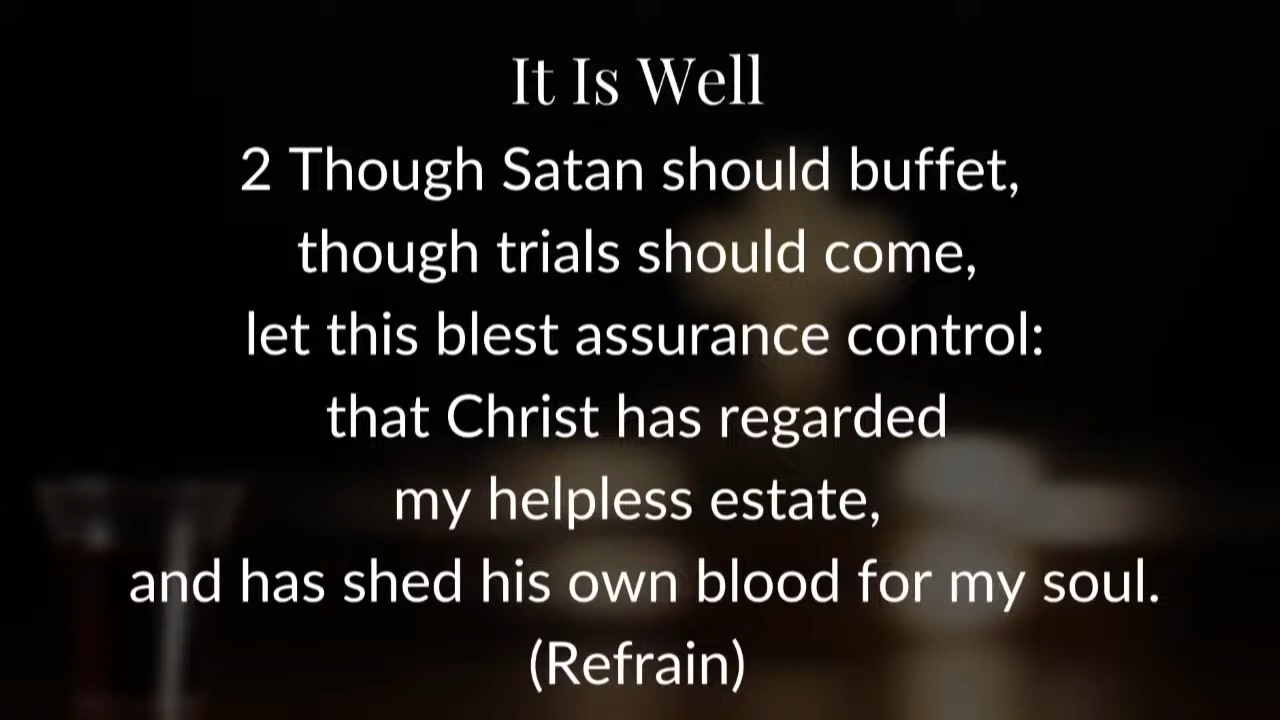 It Is Well
2 Though Satan should buffet,
though trials should come,
let this blest assurance control:
that Christ has regarded
my helpless estate,
and has shed his own blood for my soul.
(Refrain)